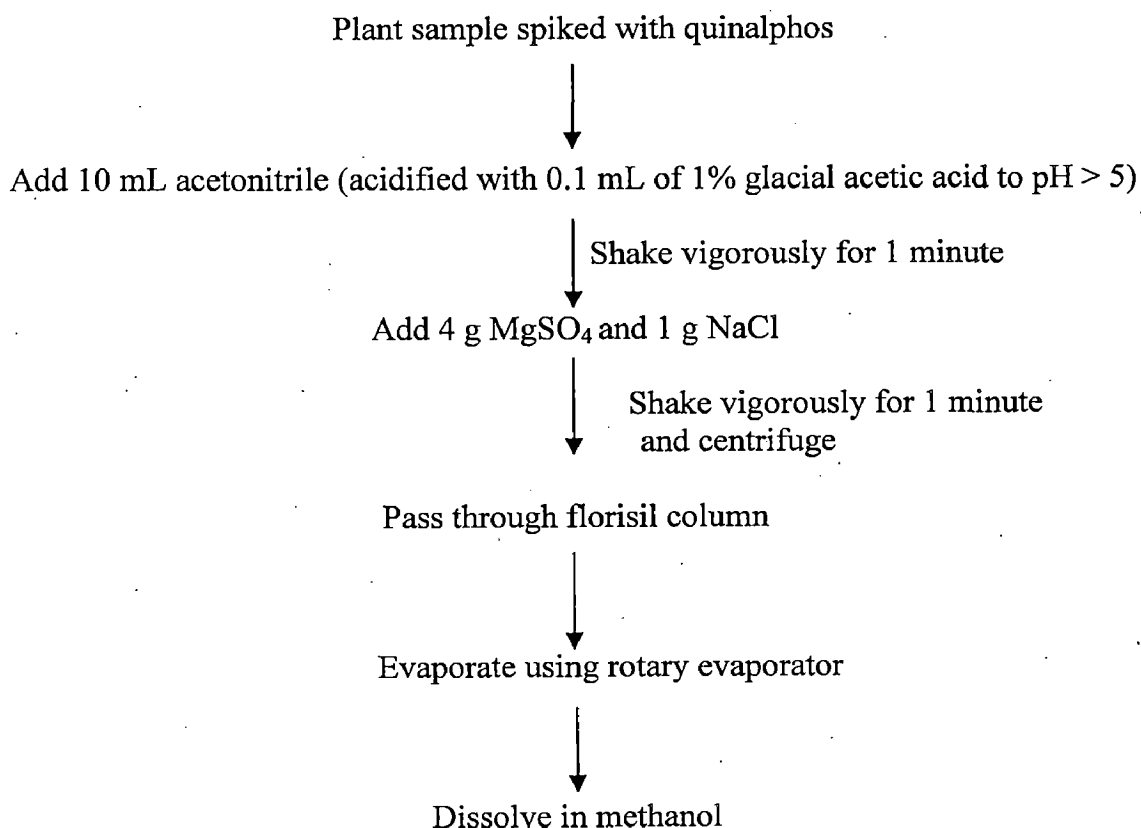 Plant sample spiked with quinalphos
Add 10 mL acetonitrile (acidified with 0.1 mL of 1% glacial acetic acid to pH > 5)
Shake vigorously for 1 minute
Add 4 g MgSO₄ and 1 g NaCl
Shake vigorously for 1 minute
and centrifuge
Pass through florisil column
Evaporate using rotary evaporator
Dissolve in methanol